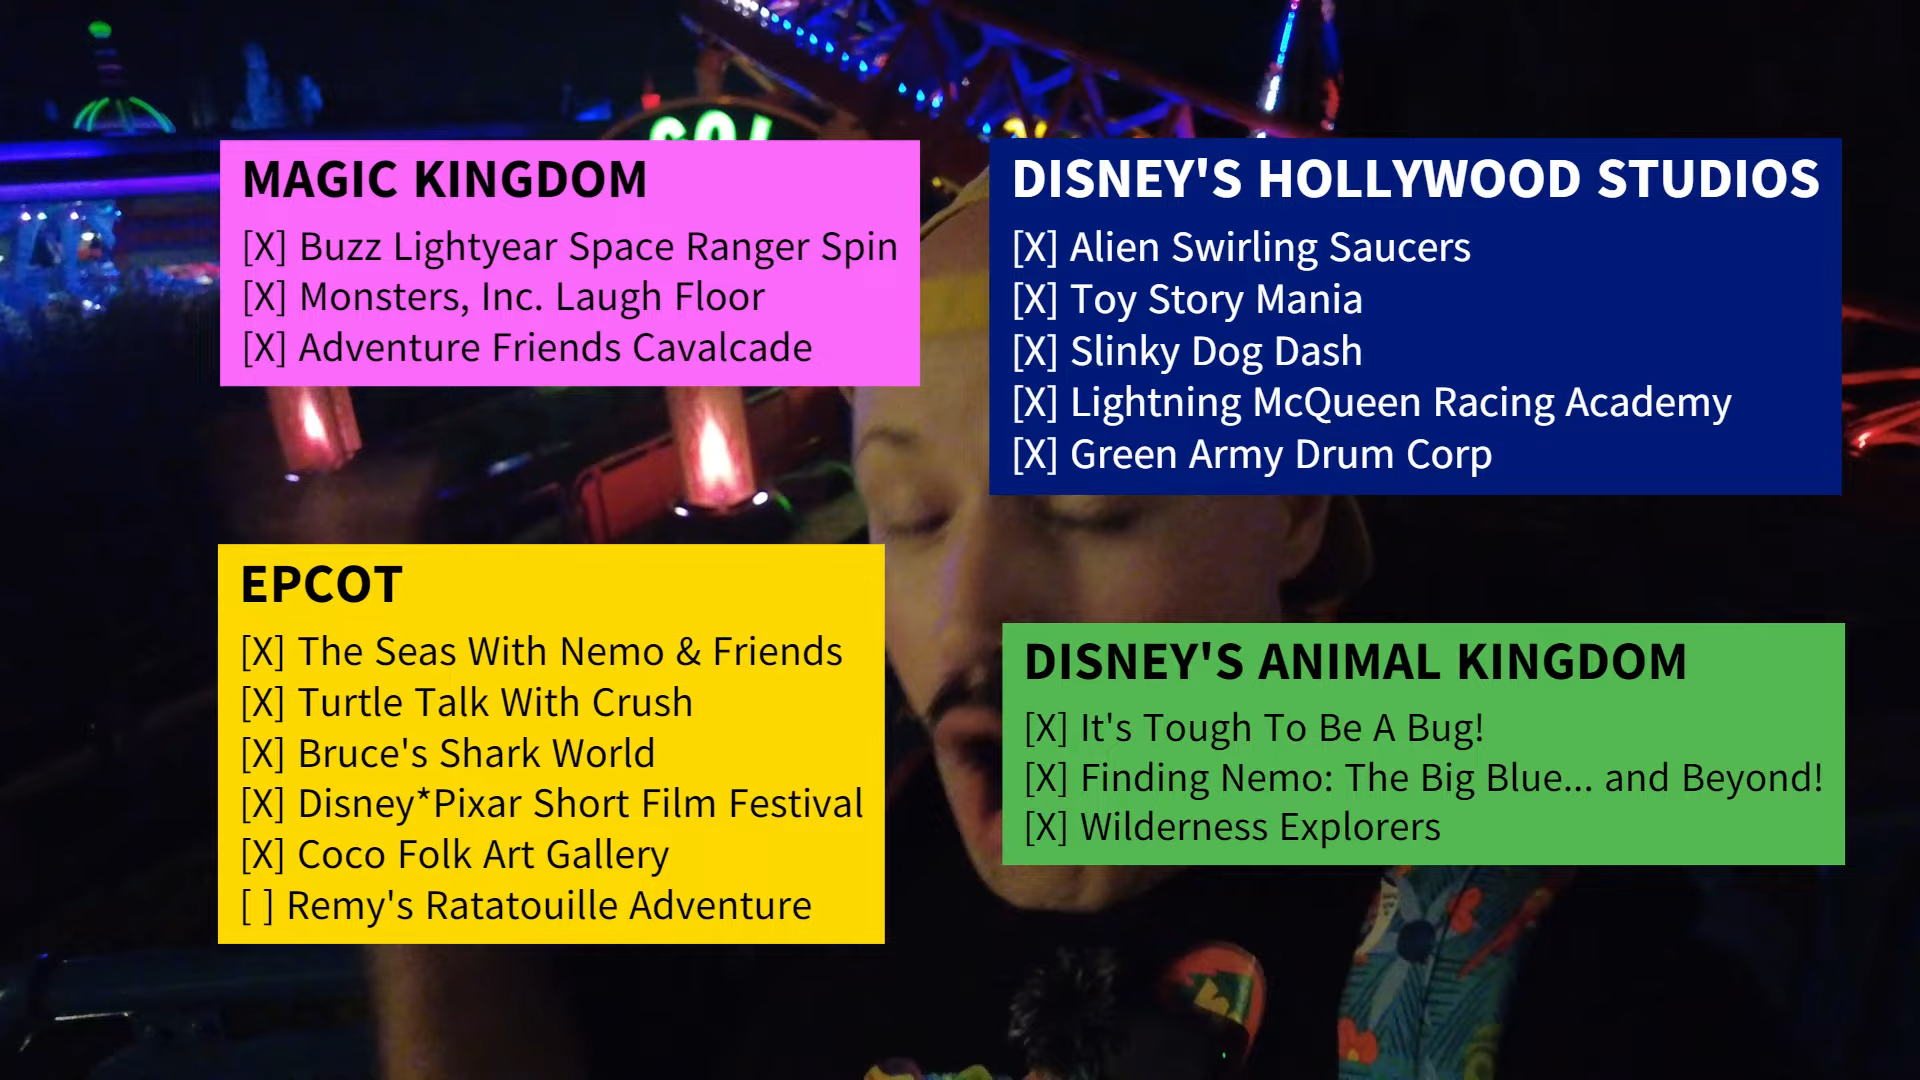 MAGIC KINGDOM
[X] Buzz Lightyear Space Ranger Spin
[X] Monsters, Inc. Laugh Floor
[X] Adventure Friends Cavalcade
DISNEY'S HOLLYWOOD STUDIOS
[X] Alien Swirling Saucers
[X] Toy Story Mania
[X] Slinky Dog Dash
[X] Lightning McQueen Racing Academy
[X] Green Army Drum Corp
EPCOT
[X] The Seas With Nemo & Friends
[X] Turtle Talk With Crush
[X] Bruce's Shark World
[X] Disney*Pixar Short Film Festival
[X] Coco Folk Art Gallery
[ ] Remy's Ratatouille Adventure
DISNEY'S ANIMAL KINGDOM
[X] It's Tough To Be A Bug!
[X] Finding Nemo: The Big Blue... and Beyond!
[X] Wilderness Explorers